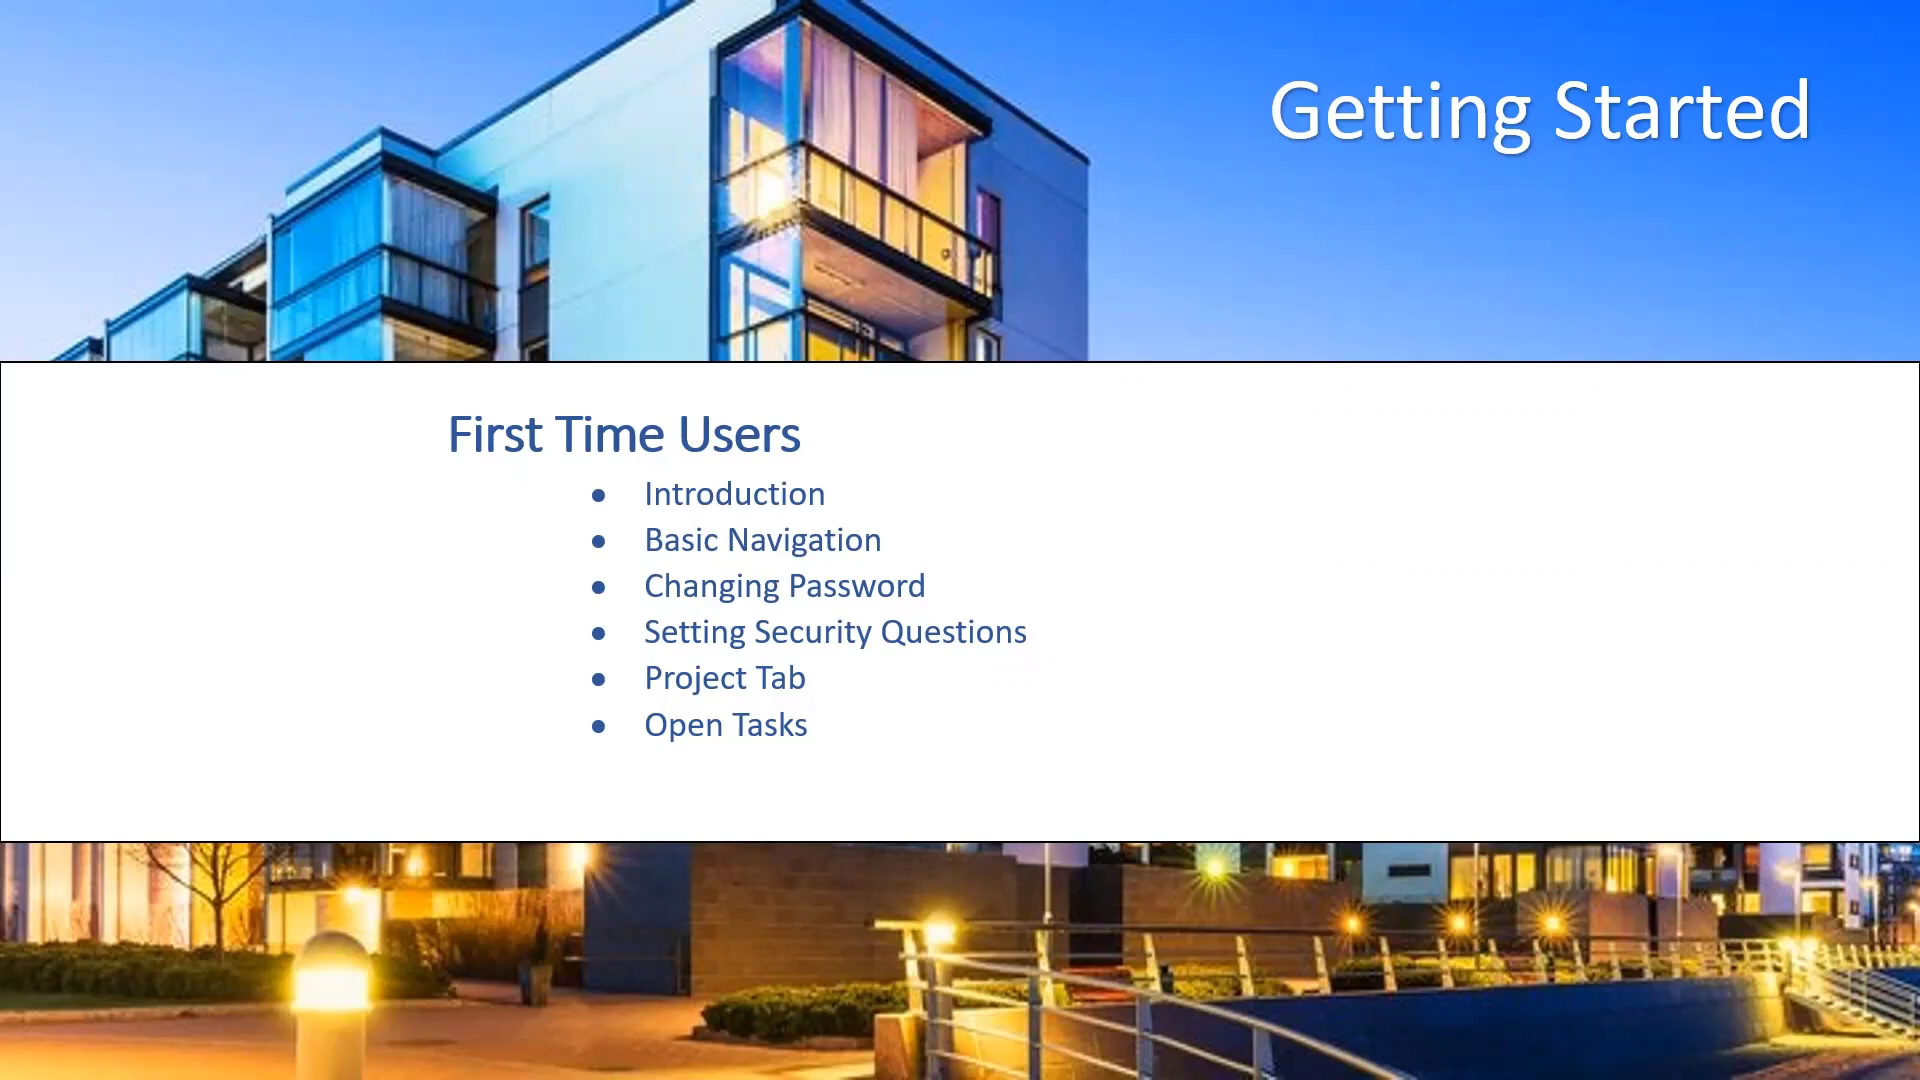 Getting Started
First Time Users
● Introduction
● Basic Navigation
● Changing Password
● Setting Security Questions
● Project Tab
● Open Tasks